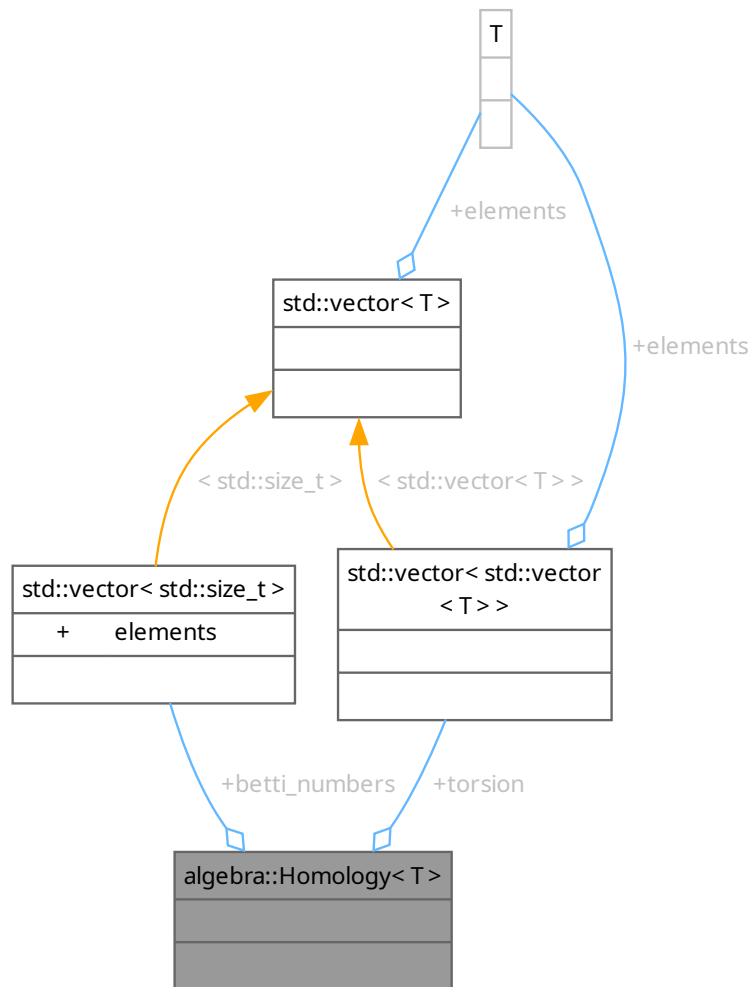 T
+elements
std::vector< T >
+elements
< std::size_t >
< std::vector< T > >
std::vector< std::size_t >
+ elements
std::vector< std::vector
< T > >
+betti_numbers
+torsion
algebra::Homology< T >